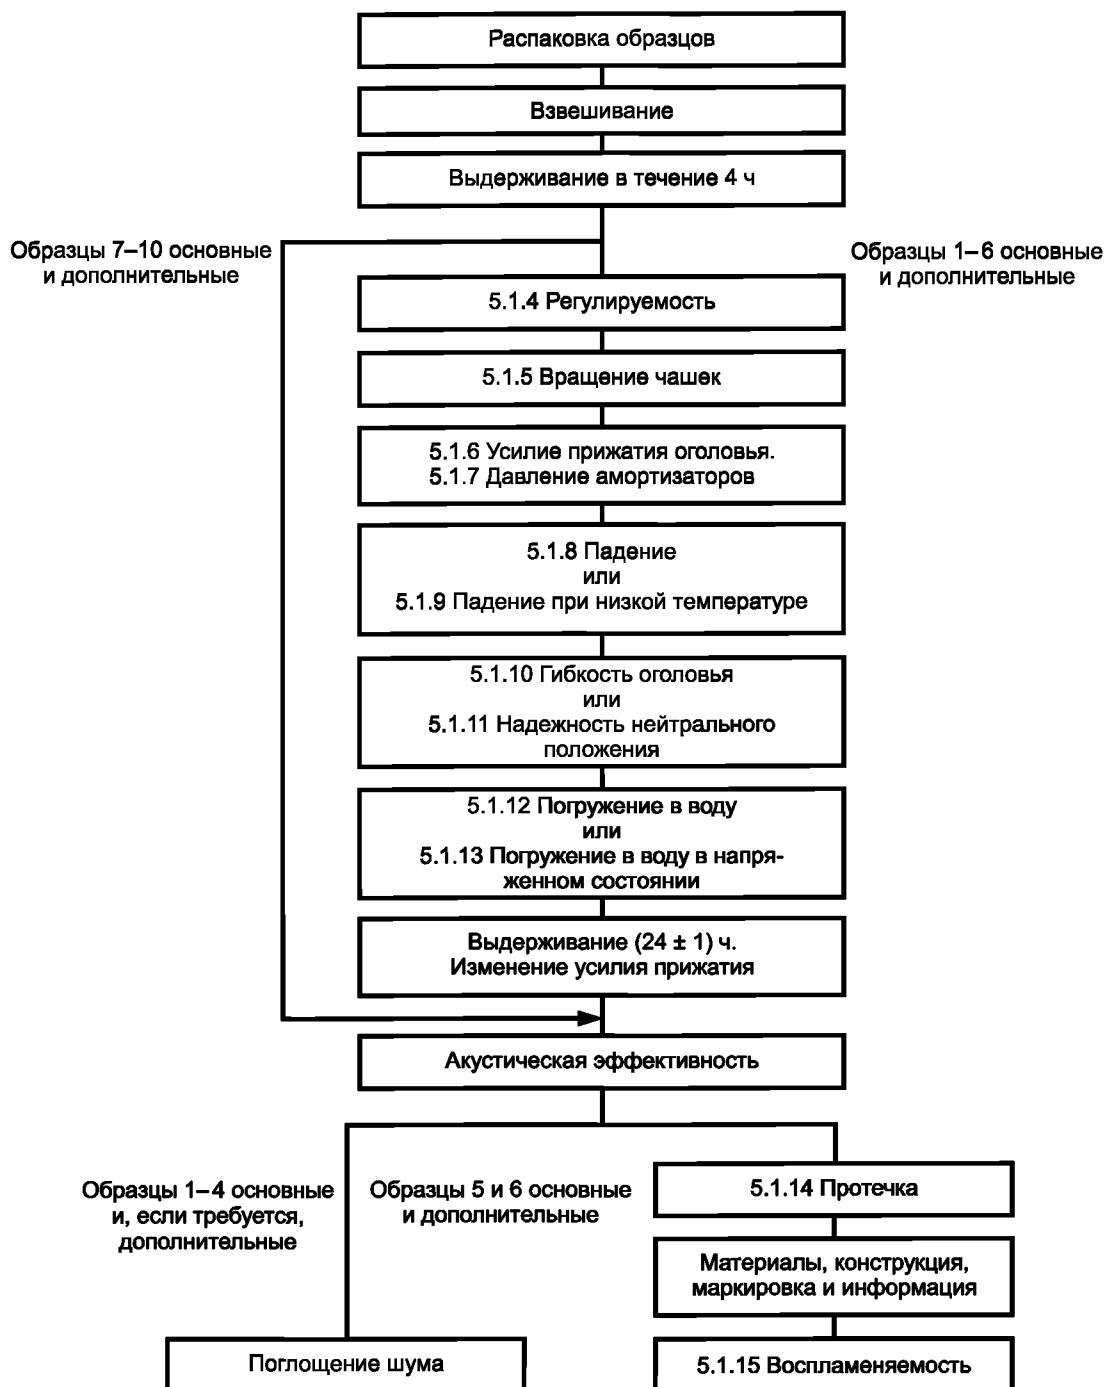 Распаковка образцов
Взвешивание
Выдерживание в течение 4 ч
Образцы 7–10 основные
и дополнительные
Образцы 1–6 основные
и дополнительные
5.1.4 Регулируемость
5.1.5 Вращение чашек
5.1.6 Усилие прижатия оголовья.
5.1.7 Давление амортизаторов
5.1.8 Падение
или
5.1.9 Падение при низкой температуре
5.1.10 Гибкость оголовья
или
5.1.11 Надежность нейтрального
положения
5.1.12 Погружение в воду
или
5.1.13 Погружение в воду в напря-
женном состоянии
Выдерживание (24 ± 1) ч.
Изменение усилия прижатия
Акустическая эффективность
Образцы 1–4 основные
и, если требуется,
дополнительные
Образцы 5 и 6 основные
и дополнительные
5.1.14 Протечка
Материалы, конструкция,
маркировка и информация
Поглощение шума
5.1.15 Воспламеняемость